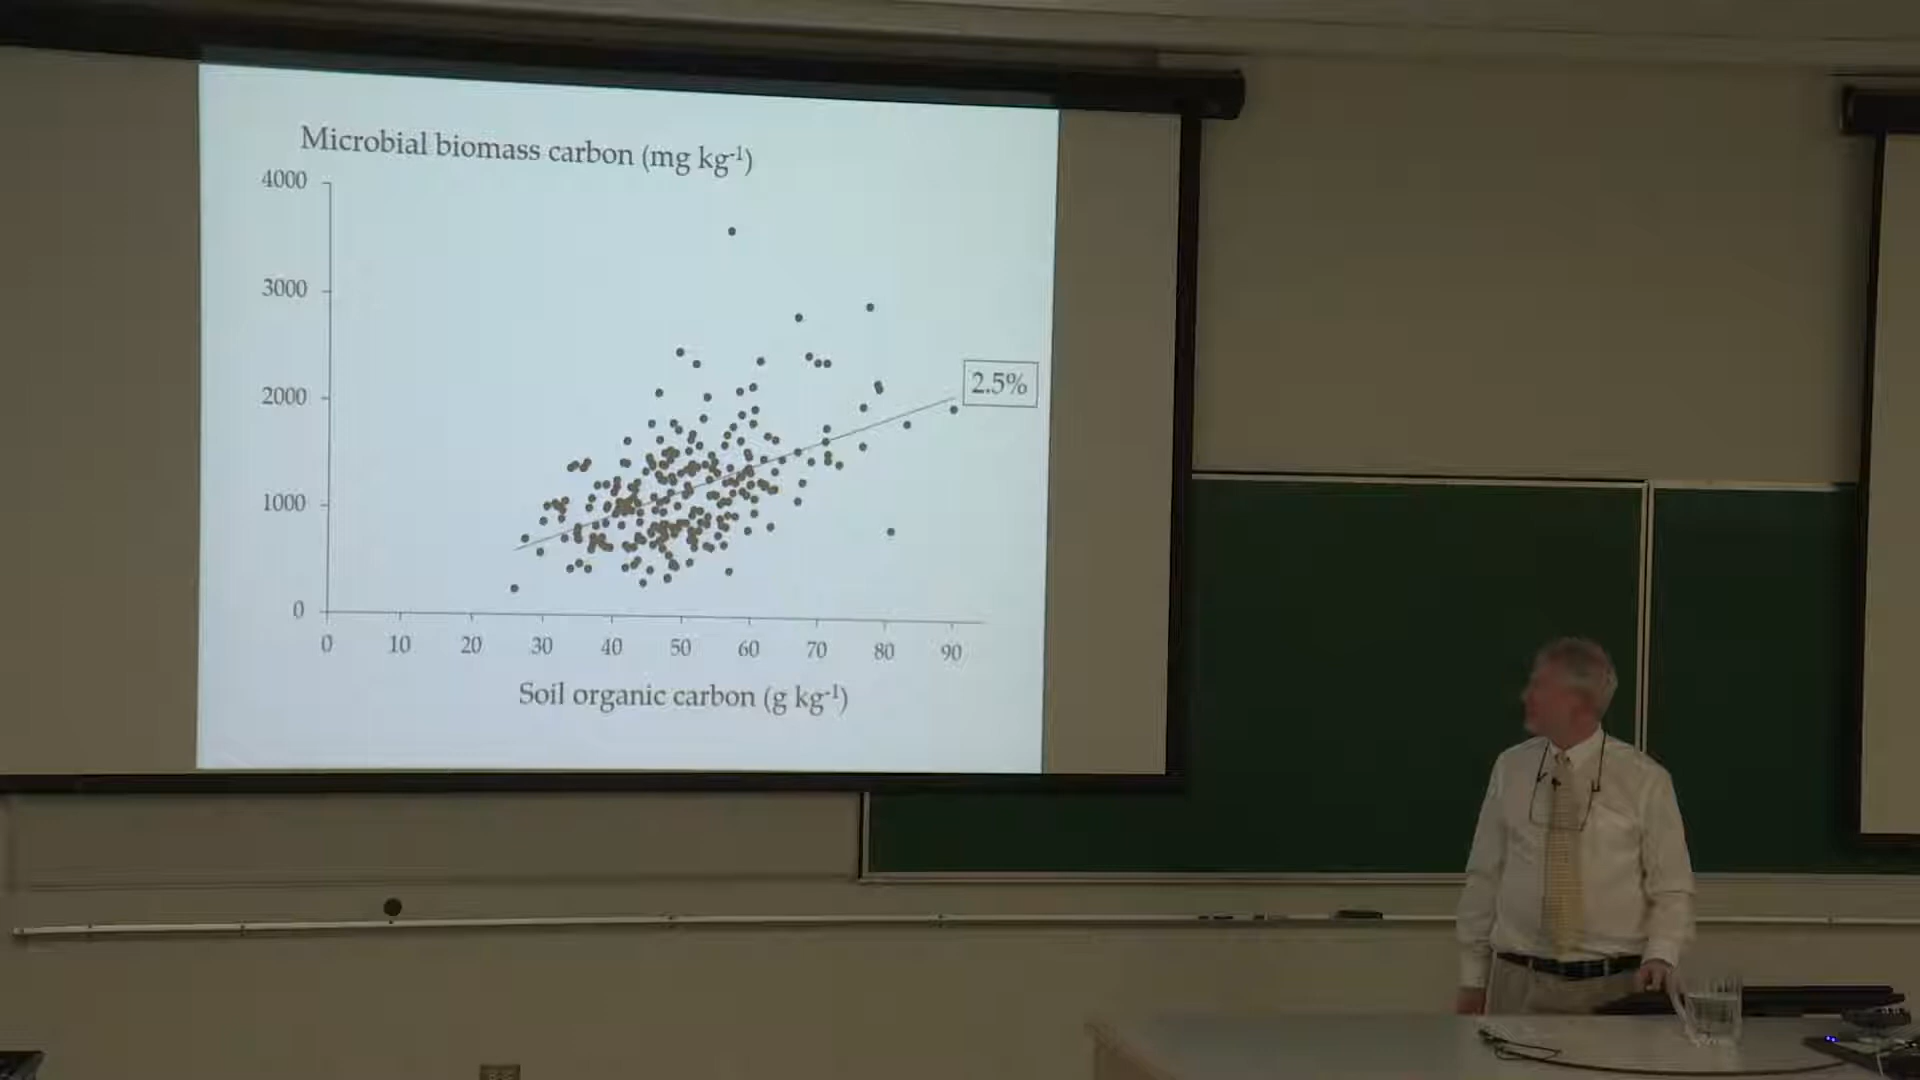 Microbial biomass carbon (mg kg⁻¹)
4000
3000
2000
1000
0
2.5%
0 10 20 30 40 50 60 70 80 90
Soil organic carbon (g kg⁻¹)